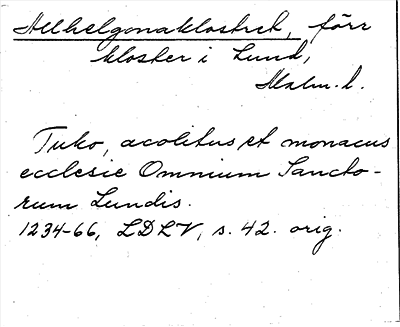 Allhelgonaklostret, förr
kloster i Lund,
Malm. l.
Tuko, acolitus et monacus
ecclesie Omnium Sancto-
rum Lundis.
1234-66, LDLV, s. 42. orig.